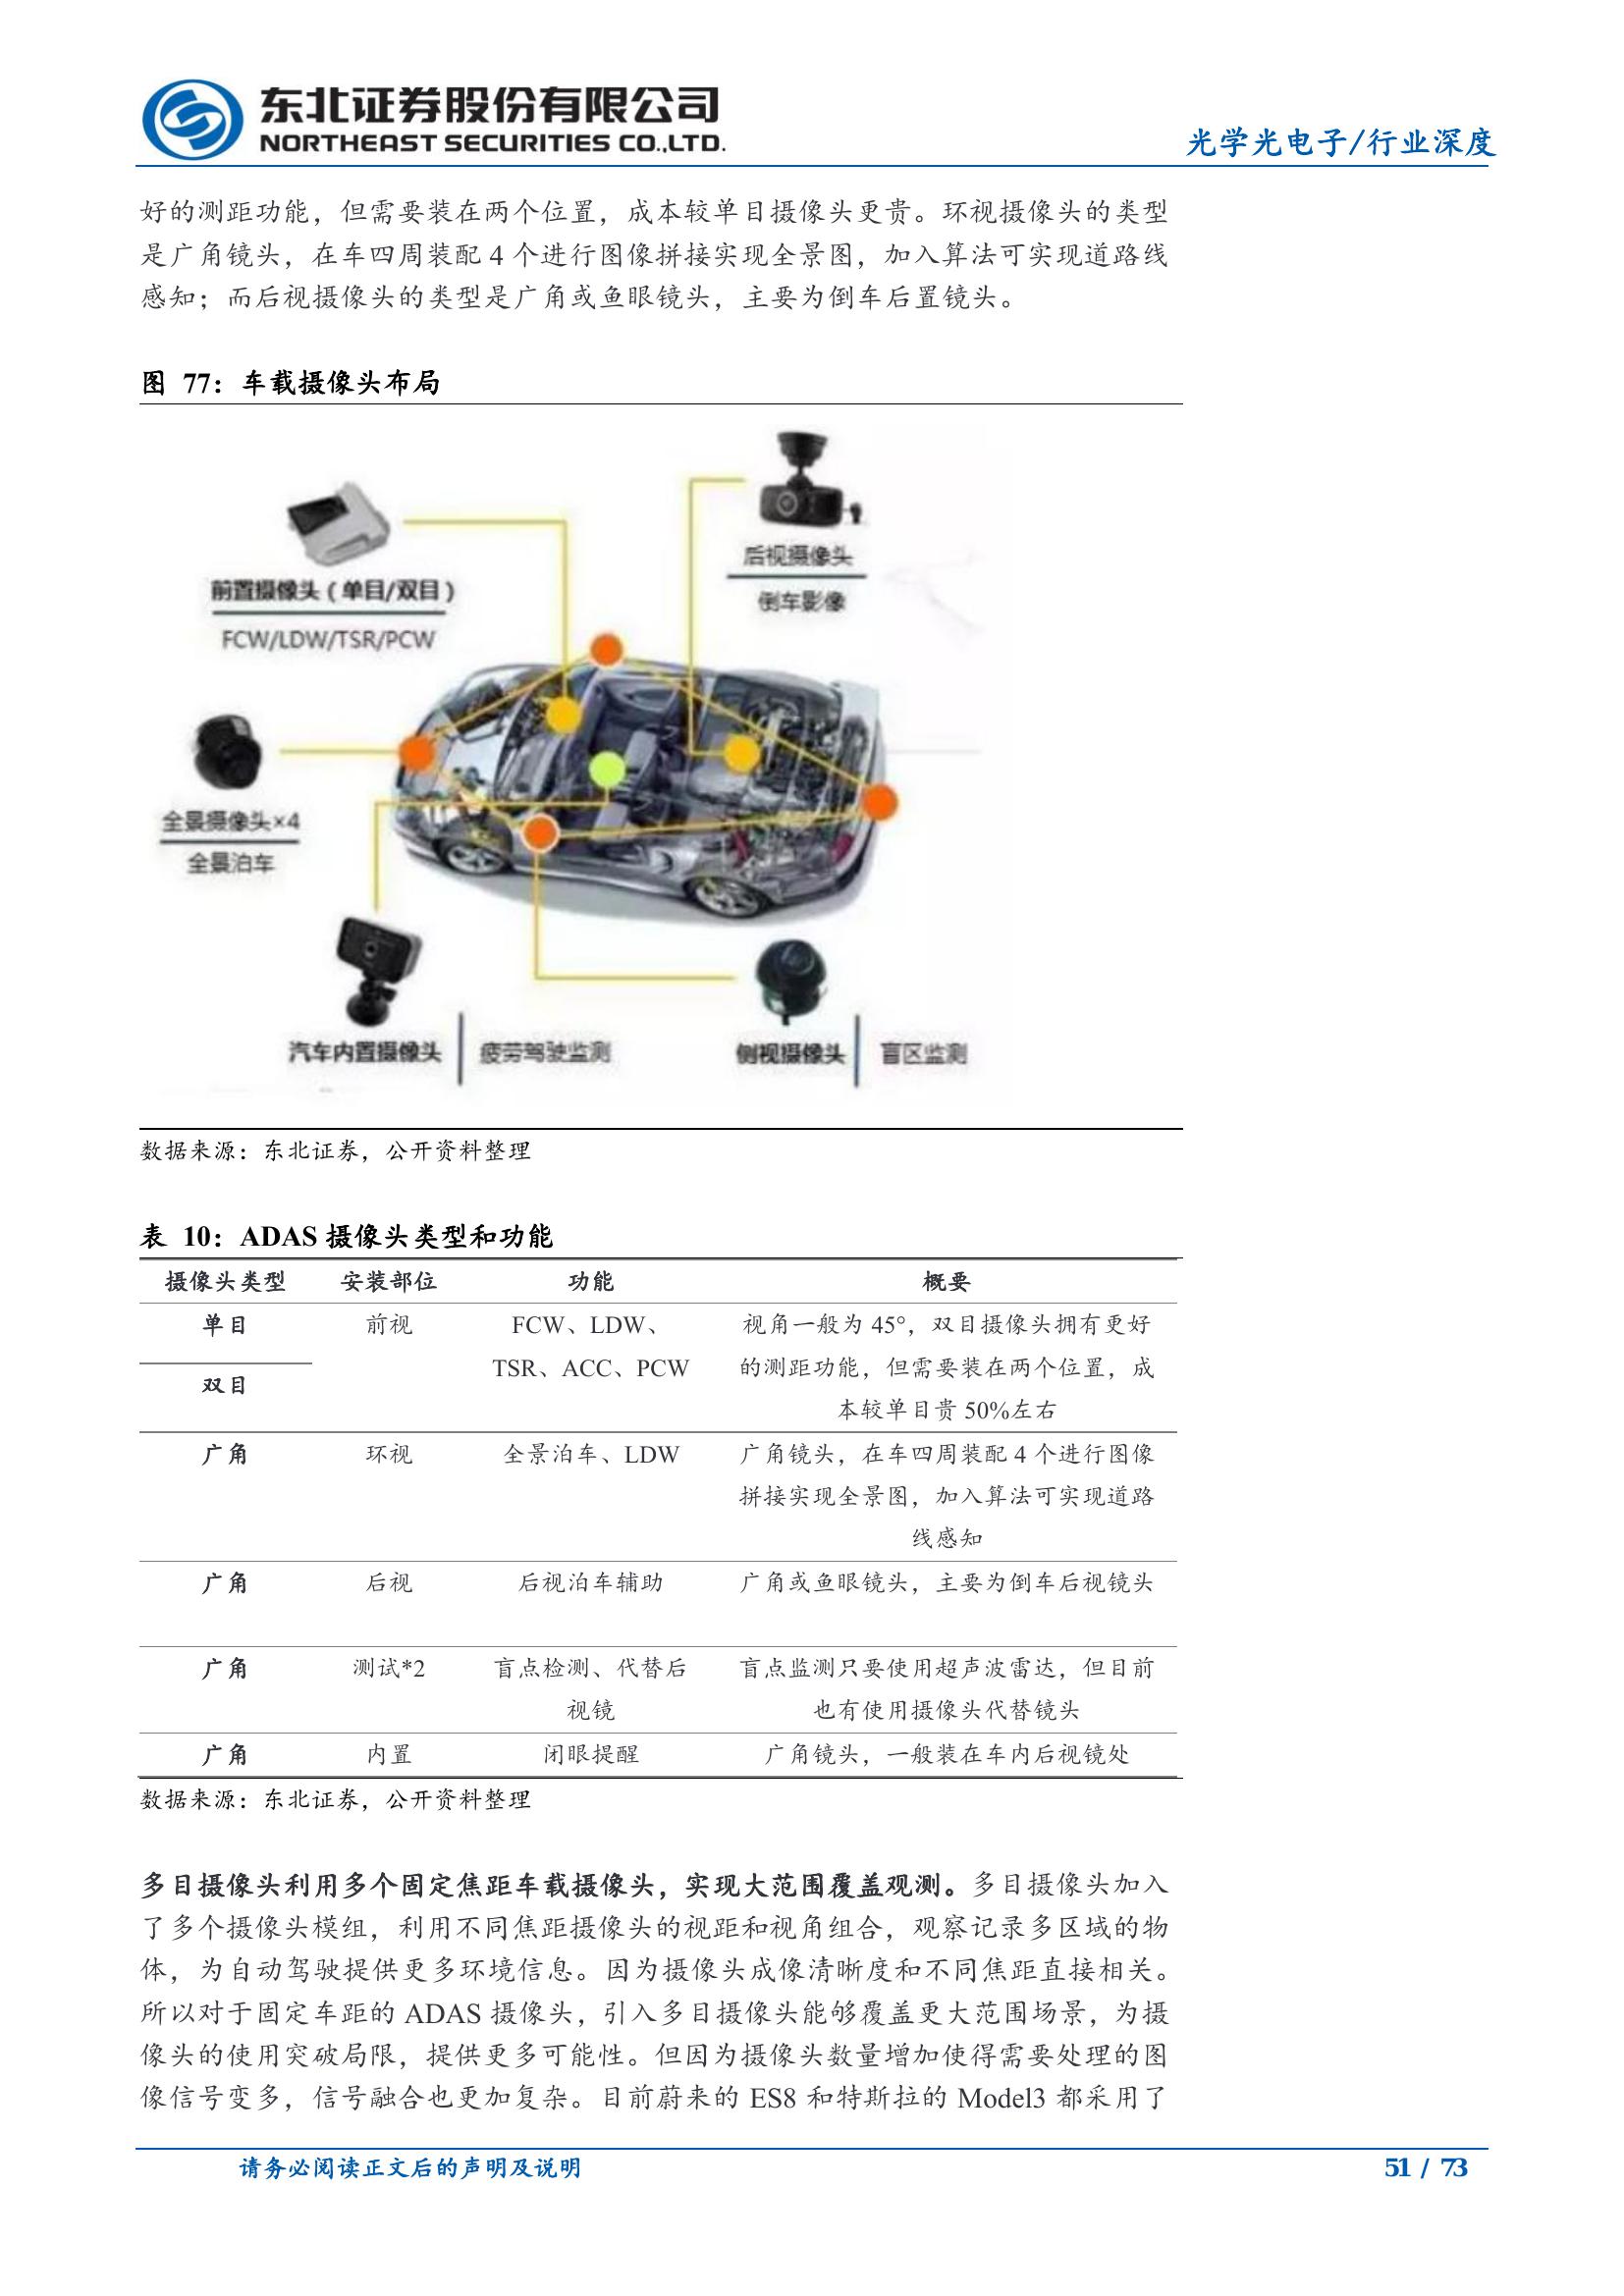 东北证券股份有限公司
NORTHEAST SECURITIES CO.,LTD.
光学光电子/行业深度
好的测距功能，但需要装在两个位置，成本较单目摄像头更贵。环视摄像头的类型
是广角镜头，在车四周装配 4 个进行图像拼接实现全景图，加入算法可实现道路线
感知；而后视摄像头的类型是广角或鱼眼镜头，主要为倒车后置镜头。
图 77：车载摄像头布局
后视摄像头
倒车影像
前置摄像头（单目/双目）
FCW/LDW/TSR/PCW
全景摄像头×4
全景泊车
汽车内置摄像头 疲劳驾驶监测
侧视摄像头 盲区监测
数据来源：东北证券，公开资料整理
表 10：ADAS 摄像头类型和功能
摄像头类型 安装部位 功能 概要
单目 前视 FCW、LDW、 视角一般为 45°，双目摄像头拥有更好
TSR、ACC、PCW 的测距功能，但需要装在两个位置，成
双目
本较单目贵 50%左右
广角 环视 全景泊车、LDW 广角镜头，在车四周装配 4 个进行图像
拼接实现全景图，加入算法可实现道路
线感知
广角 后视 后视泊车辅助 广角或鱼眼镜头，主要为倒车后视镜头
广角 测试*2 盲点检测、代替后 盲点监测只要使用超声波雷达，但目前
视镜 也有使用摄像头代替镜头
广角 内置 闭眼提醒 广角镜头，一般装在车内后视镜处
数据来源：东北证券，公开资料整理
多目摄像头利用多个固定焦距车载摄像头，实现大范围覆盖观测。多目摄像头加入
了多个摄像头模组，利用不同焦距摄像头的视距和视角组合，观察记录多区域的物
体，为自动驾驶提供更多环境信息。因为摄像头成像清晰度和不同焦距直接相关。
所以对于固定车距的 ADAS 摄像头，引入多目摄像头能够覆盖更大范围场景，为摄
像头的使用突破局限，提供更多可能性。但因为摄像头数量增加使得需要处理的图
像信号变多，信号融合也更加复杂。目前蔚来的 ES8 和特斯拉的 Model3 都采用了
请务必阅读正文后的声明及说明
51 / 73